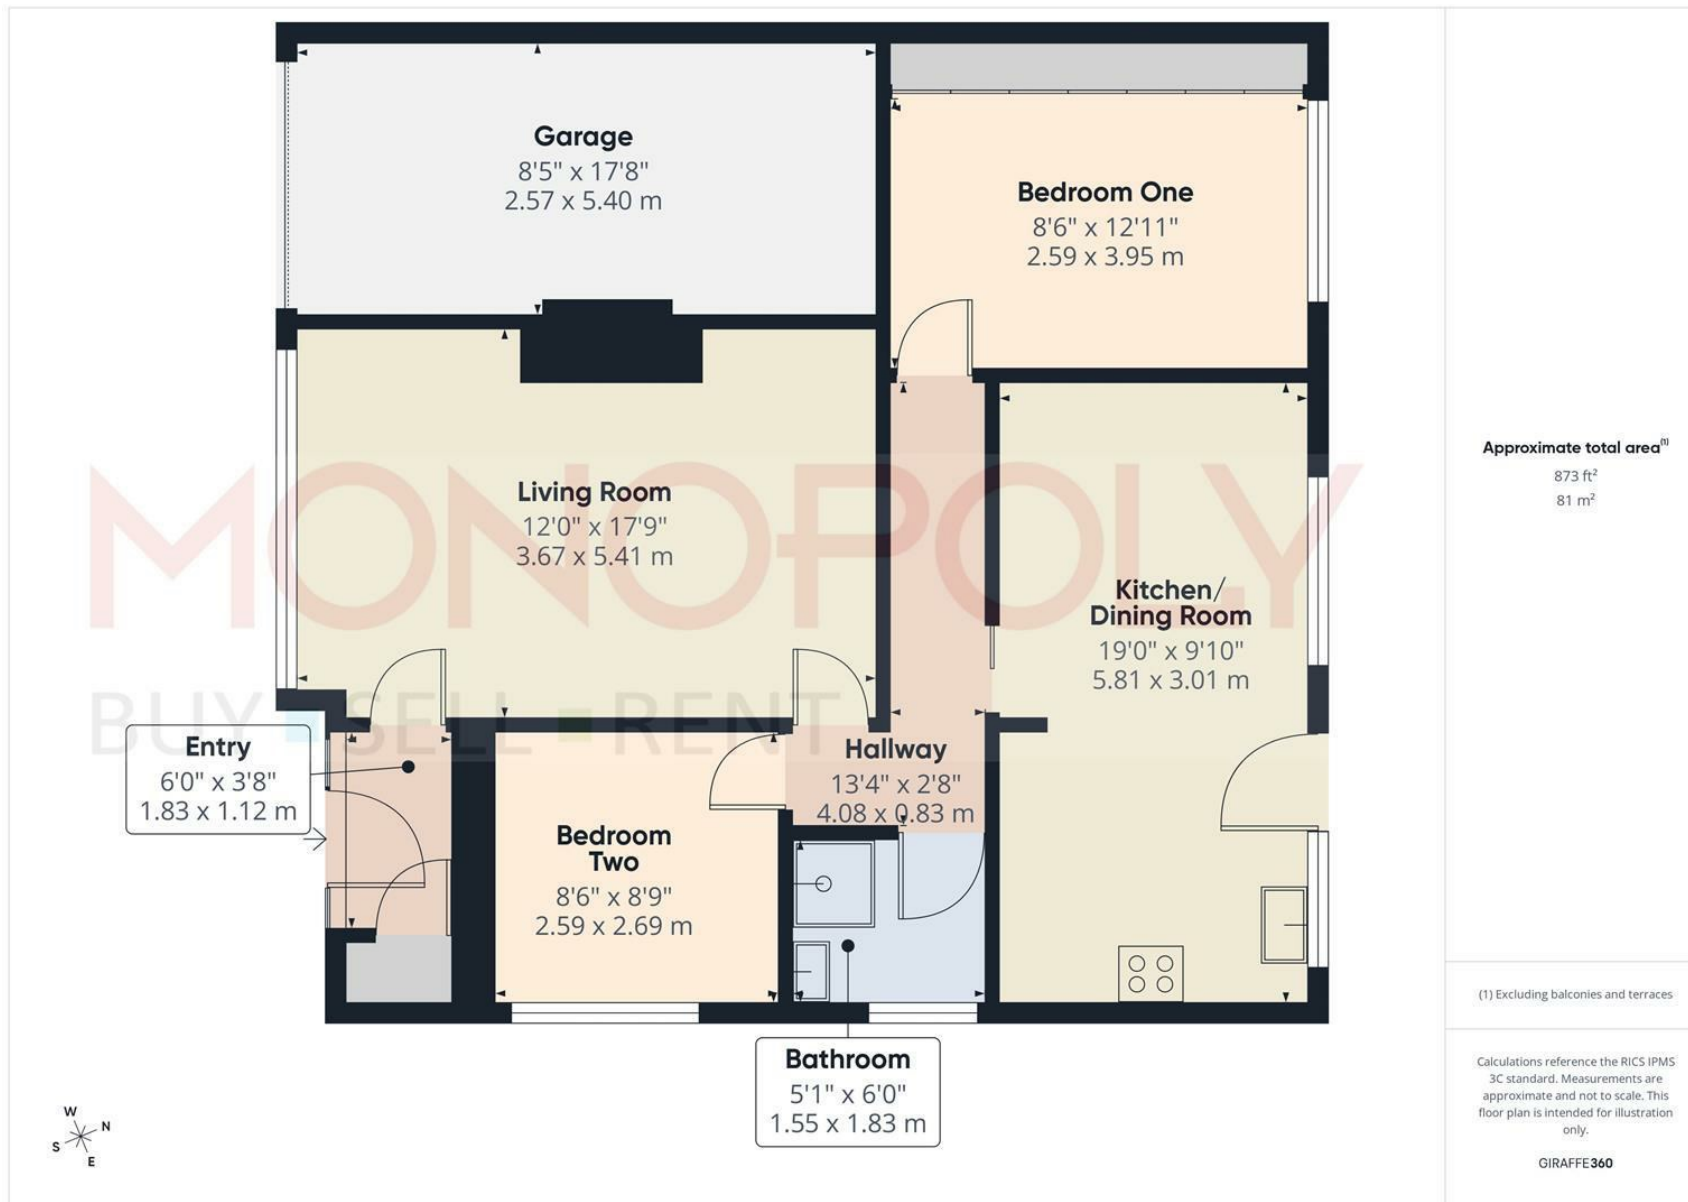 Garage
8'5" x 17'8"
2.57 x 5.40 m
Bedroom One
8'6" x 12'11"
2.59 x 3.95 m
Living Room
12'0" x 17'9"
3.67 x 5.41 m
MONOPOLY
BUY SELL RENT
Kitchen/
Dining Room
19'0" x 9'10"
5.81 x 3.01 m
Entry
6'0" x 3'8"
1.83 x 1.12 m
Hallway
13'4" x 2'8"
4.08 x 0.83 m
Bedroom
Two
8'6" x 8'9"
2.59 x 2.69 m
Bathroom
5'1" x 6'0"
1.55 x 1.83 m
W
N
S
E
Approximate total area(1)
873 ft²
81 m²
(1) Excluding balconies and terraces
Calculations reference the RICS IPMS
3C standard. Measurements are
approximate and not to scale. This
floor plan is intended for illustration
only.
GIRAFFE360